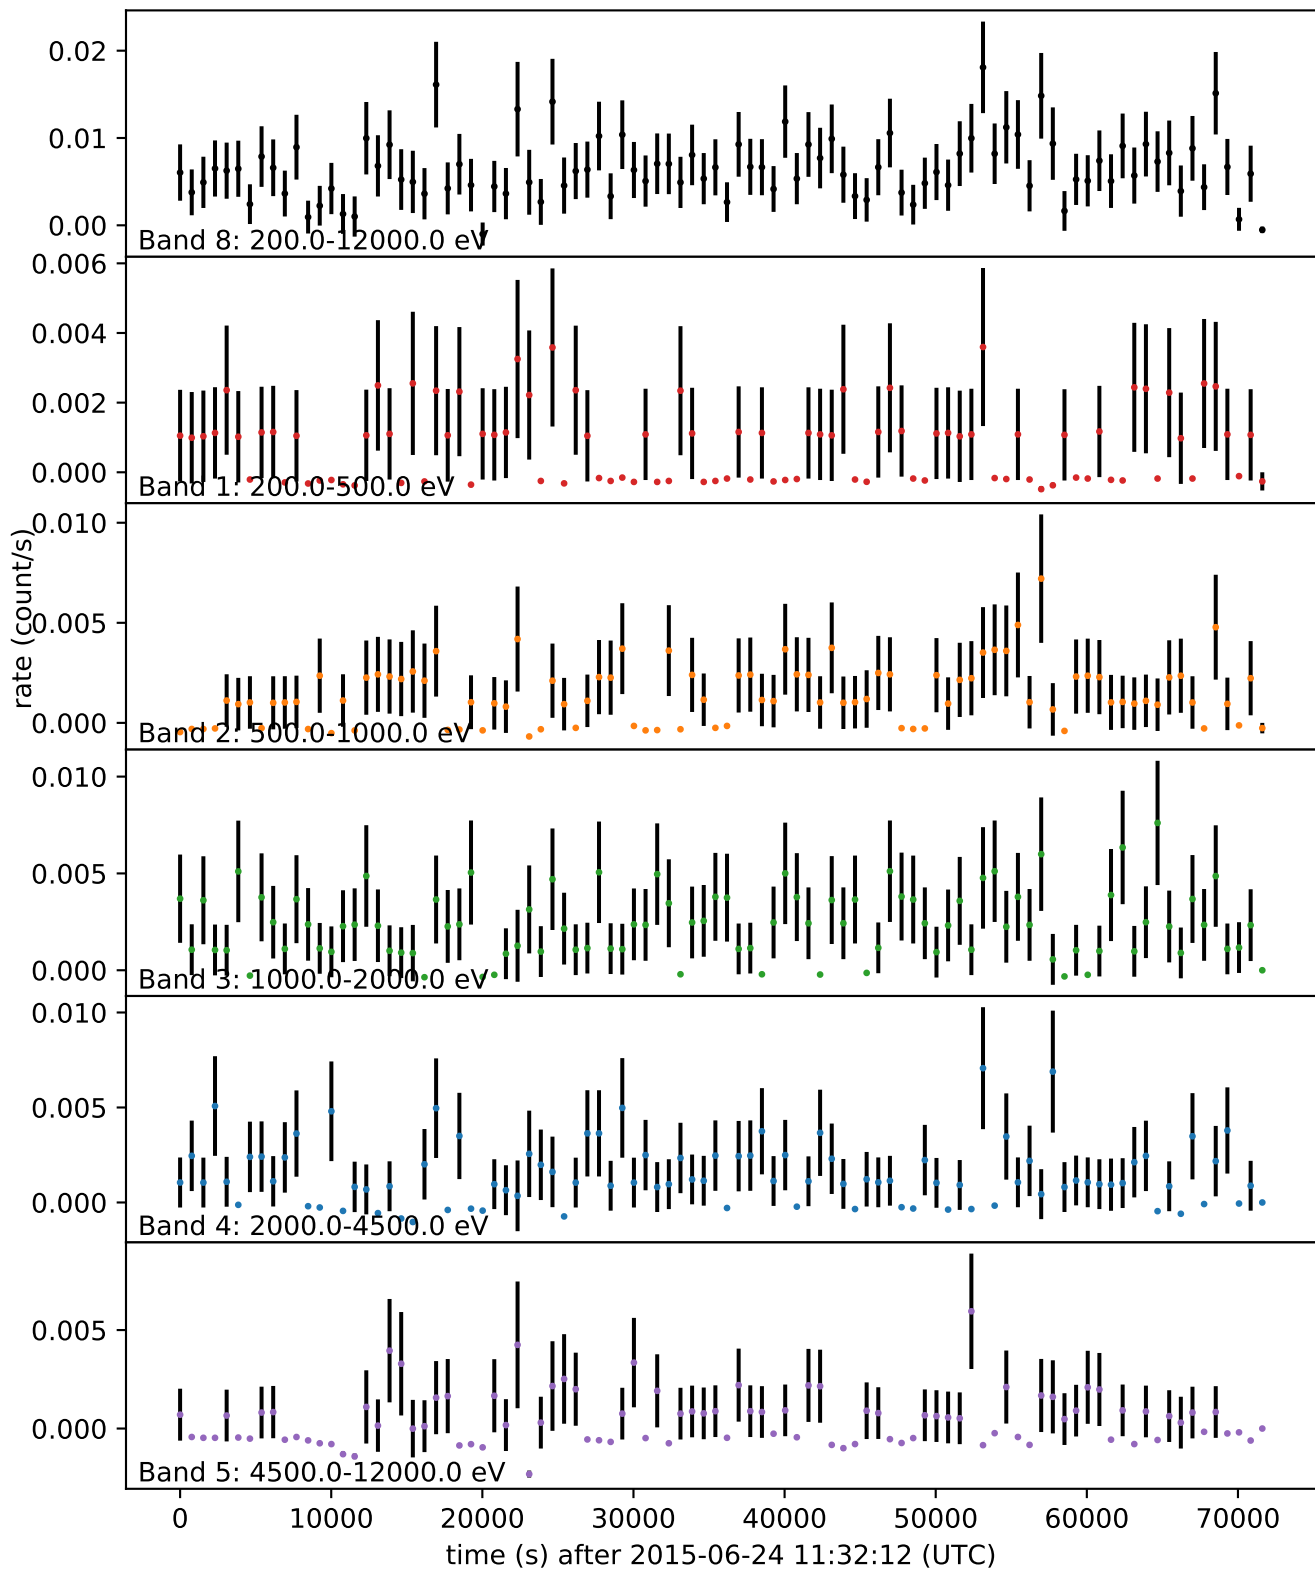 0.02
0.01
0.00
Band 8: 200.0-12000.0 eV
0.006
0.004
0.002
0.000
Band 1: 200.0-500.0 eV
rate (count/s)
0.010
0.005
0.000
Band 2: 500.0-1000.0 eV
0.010
0.005
0.000
Band 3: 1000.0-2000.0 eV
0.010
0.005
0.000
Band 4: 2000.0-4500.0 eV
0.005
0.000
Band 5: 4500.0-12000.0 eV
0 10000 20000 30000 40000 50000 60000 70000
time (s) after 2015-06-24 11:32:12 (UTC)